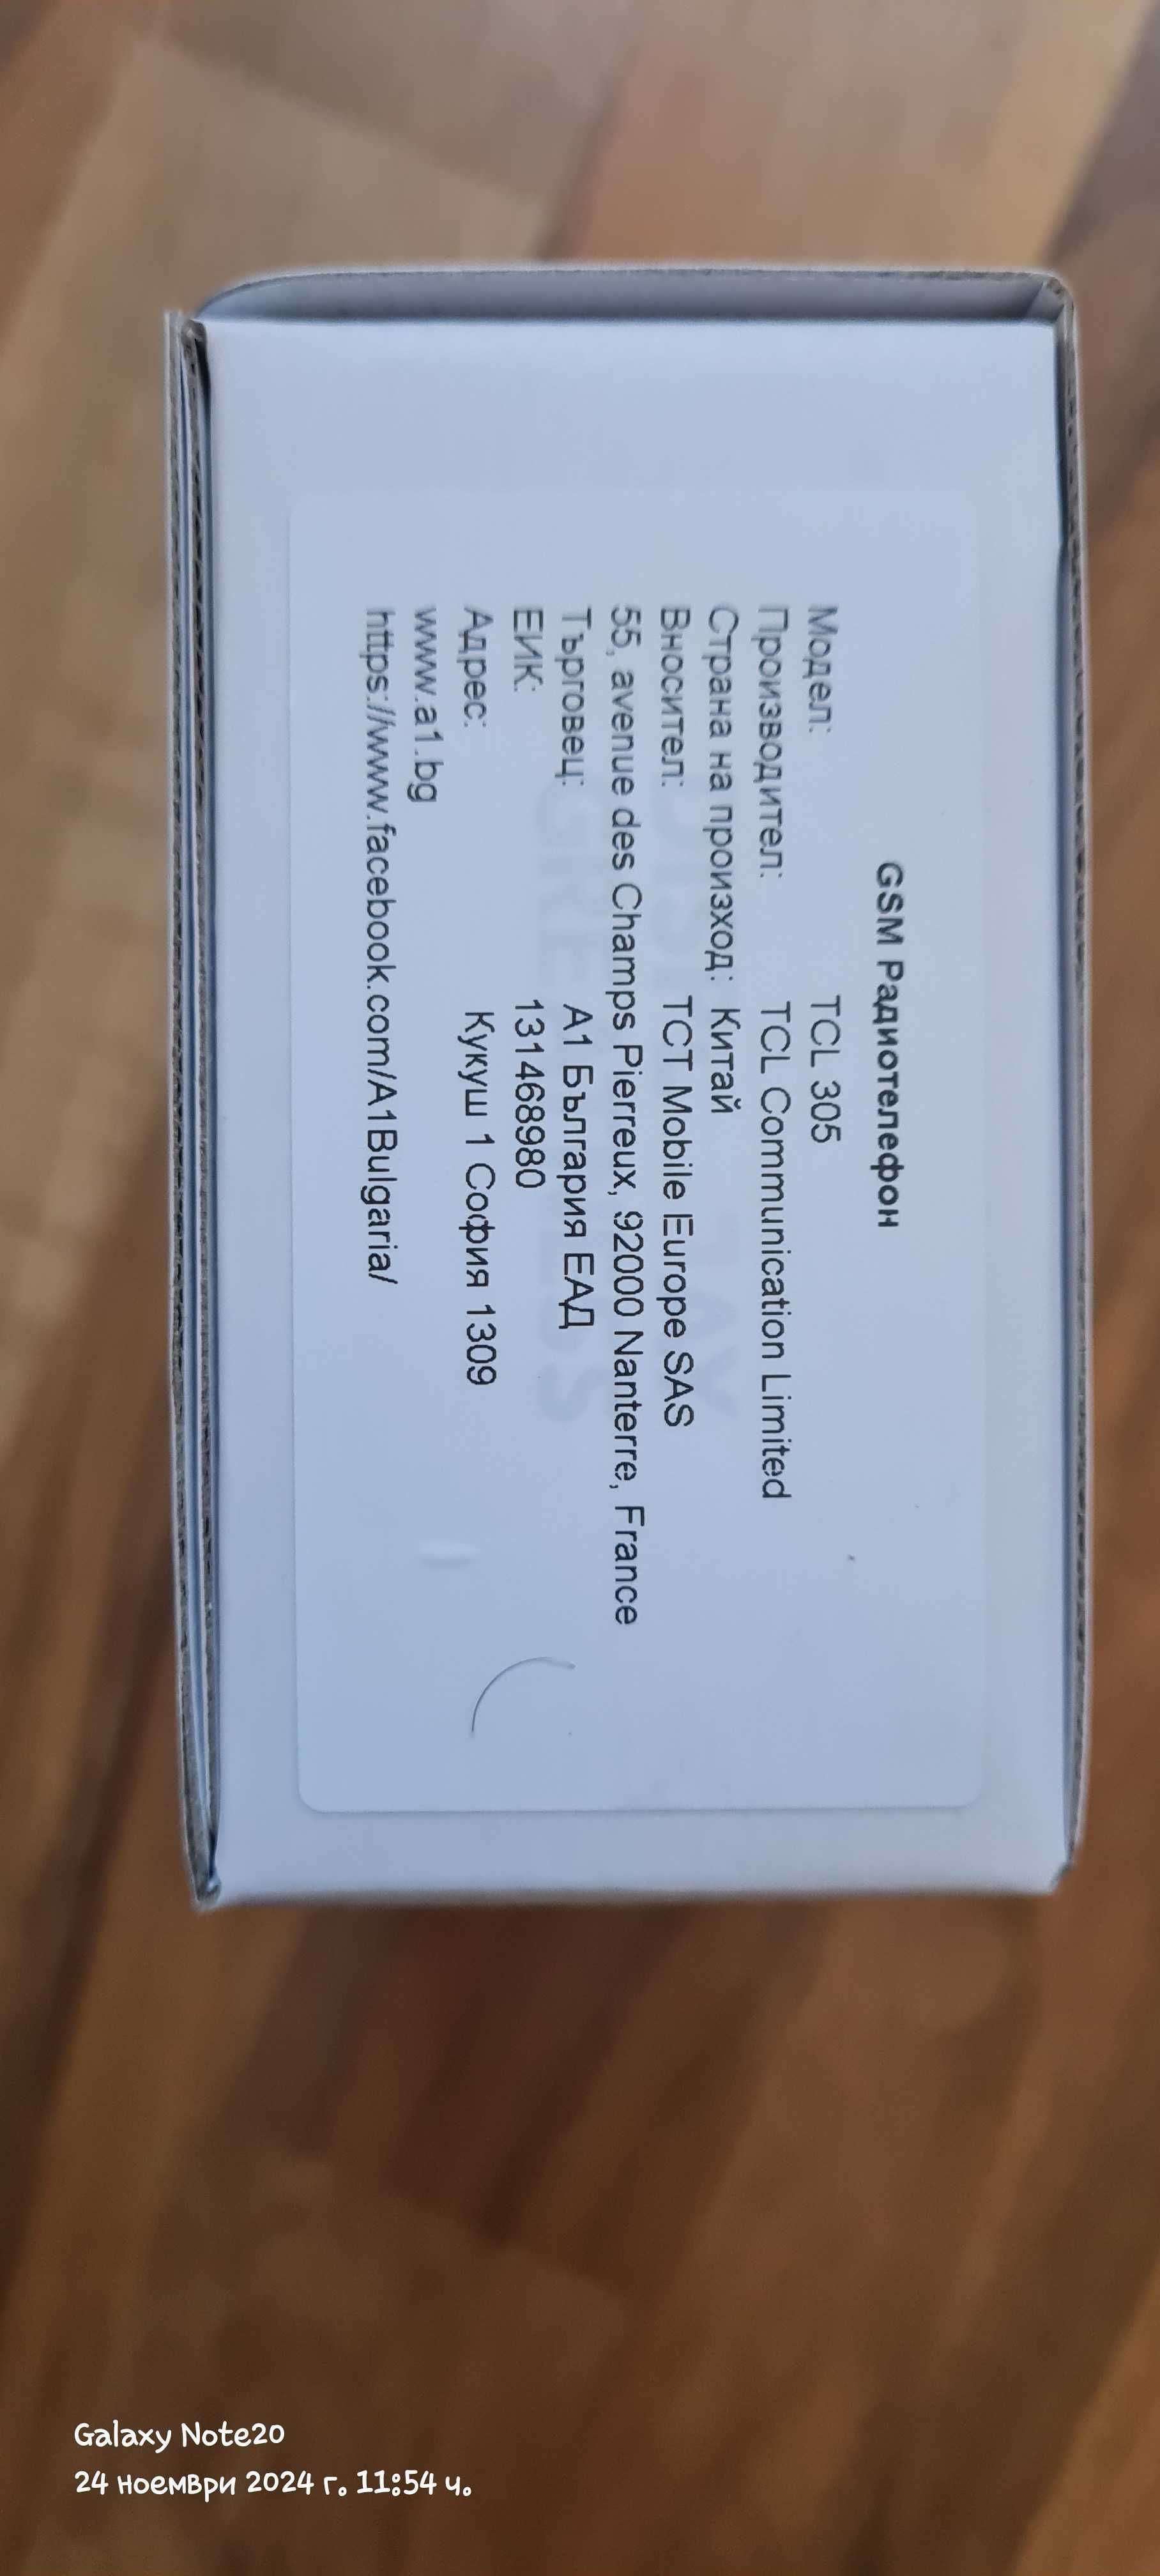 GSM Радиотелефон
Модел: TCL 305
Производител: TCL Communication Limited
Страна на произход: Китай
Вносител: TCT Mobile Europe SAS
55, avenue des Champs Pierreux, 92000 Nanterre, France
Търговец: А1 България ЕАД
ЕИК: 131468980
Адрес: Кукуш 1 София 1309
www.a1.bg
https://www.facebook.com/A1Bulgaria/
Galaxy Note20
24 ноември 2024 г. 11:54 ч.